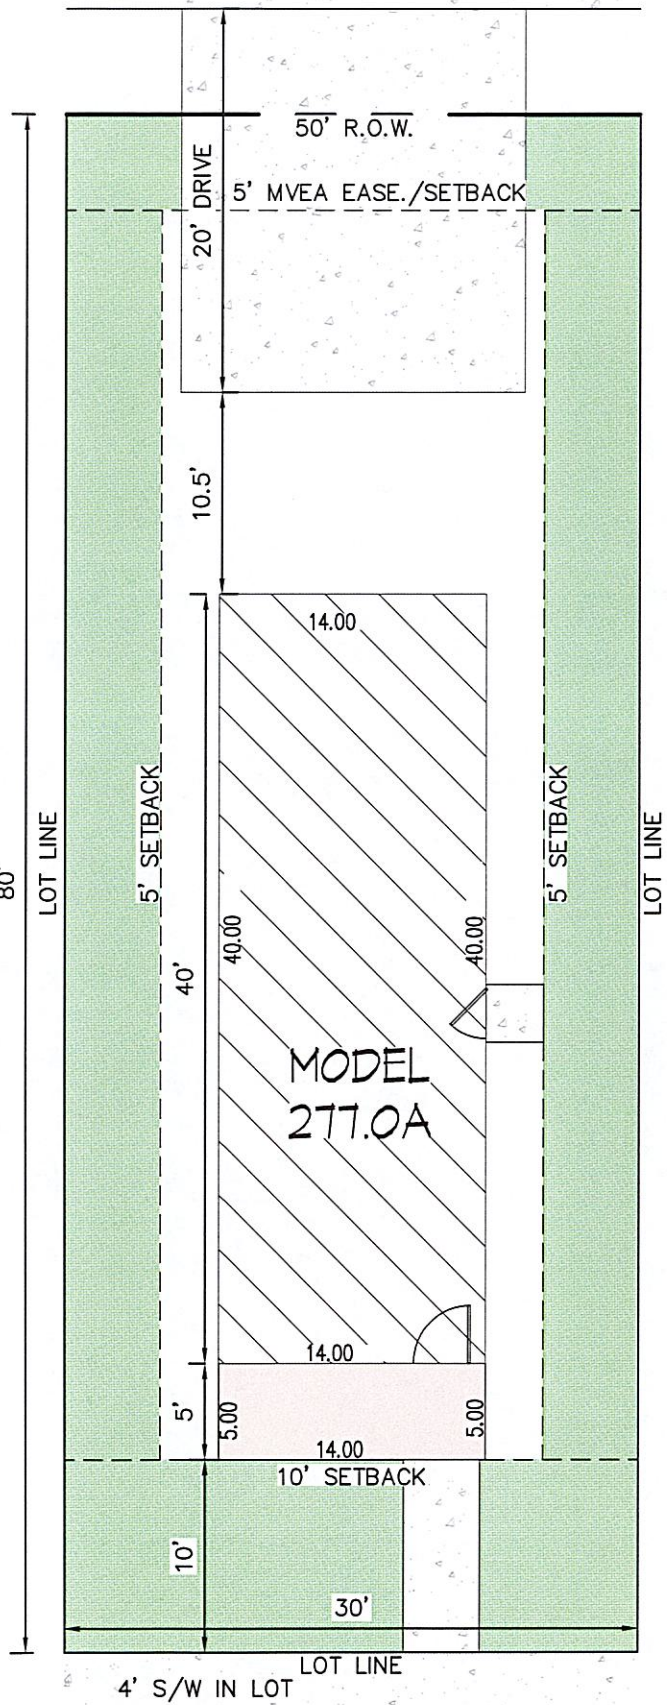 50' R.O.W.
20' DRIVE
5' MVEA EASE./SETBACK
10.5'
14.00
80'
LOT LINE
5' SETBACK
40'
40.00
40.00
5' SETBACK
LOT LINE
MODEL
277.0A
14.00
5'
5.00
5.00
14.00
10' SETBACK
10'
30'
LOT LINE
4' S/W IN LOT